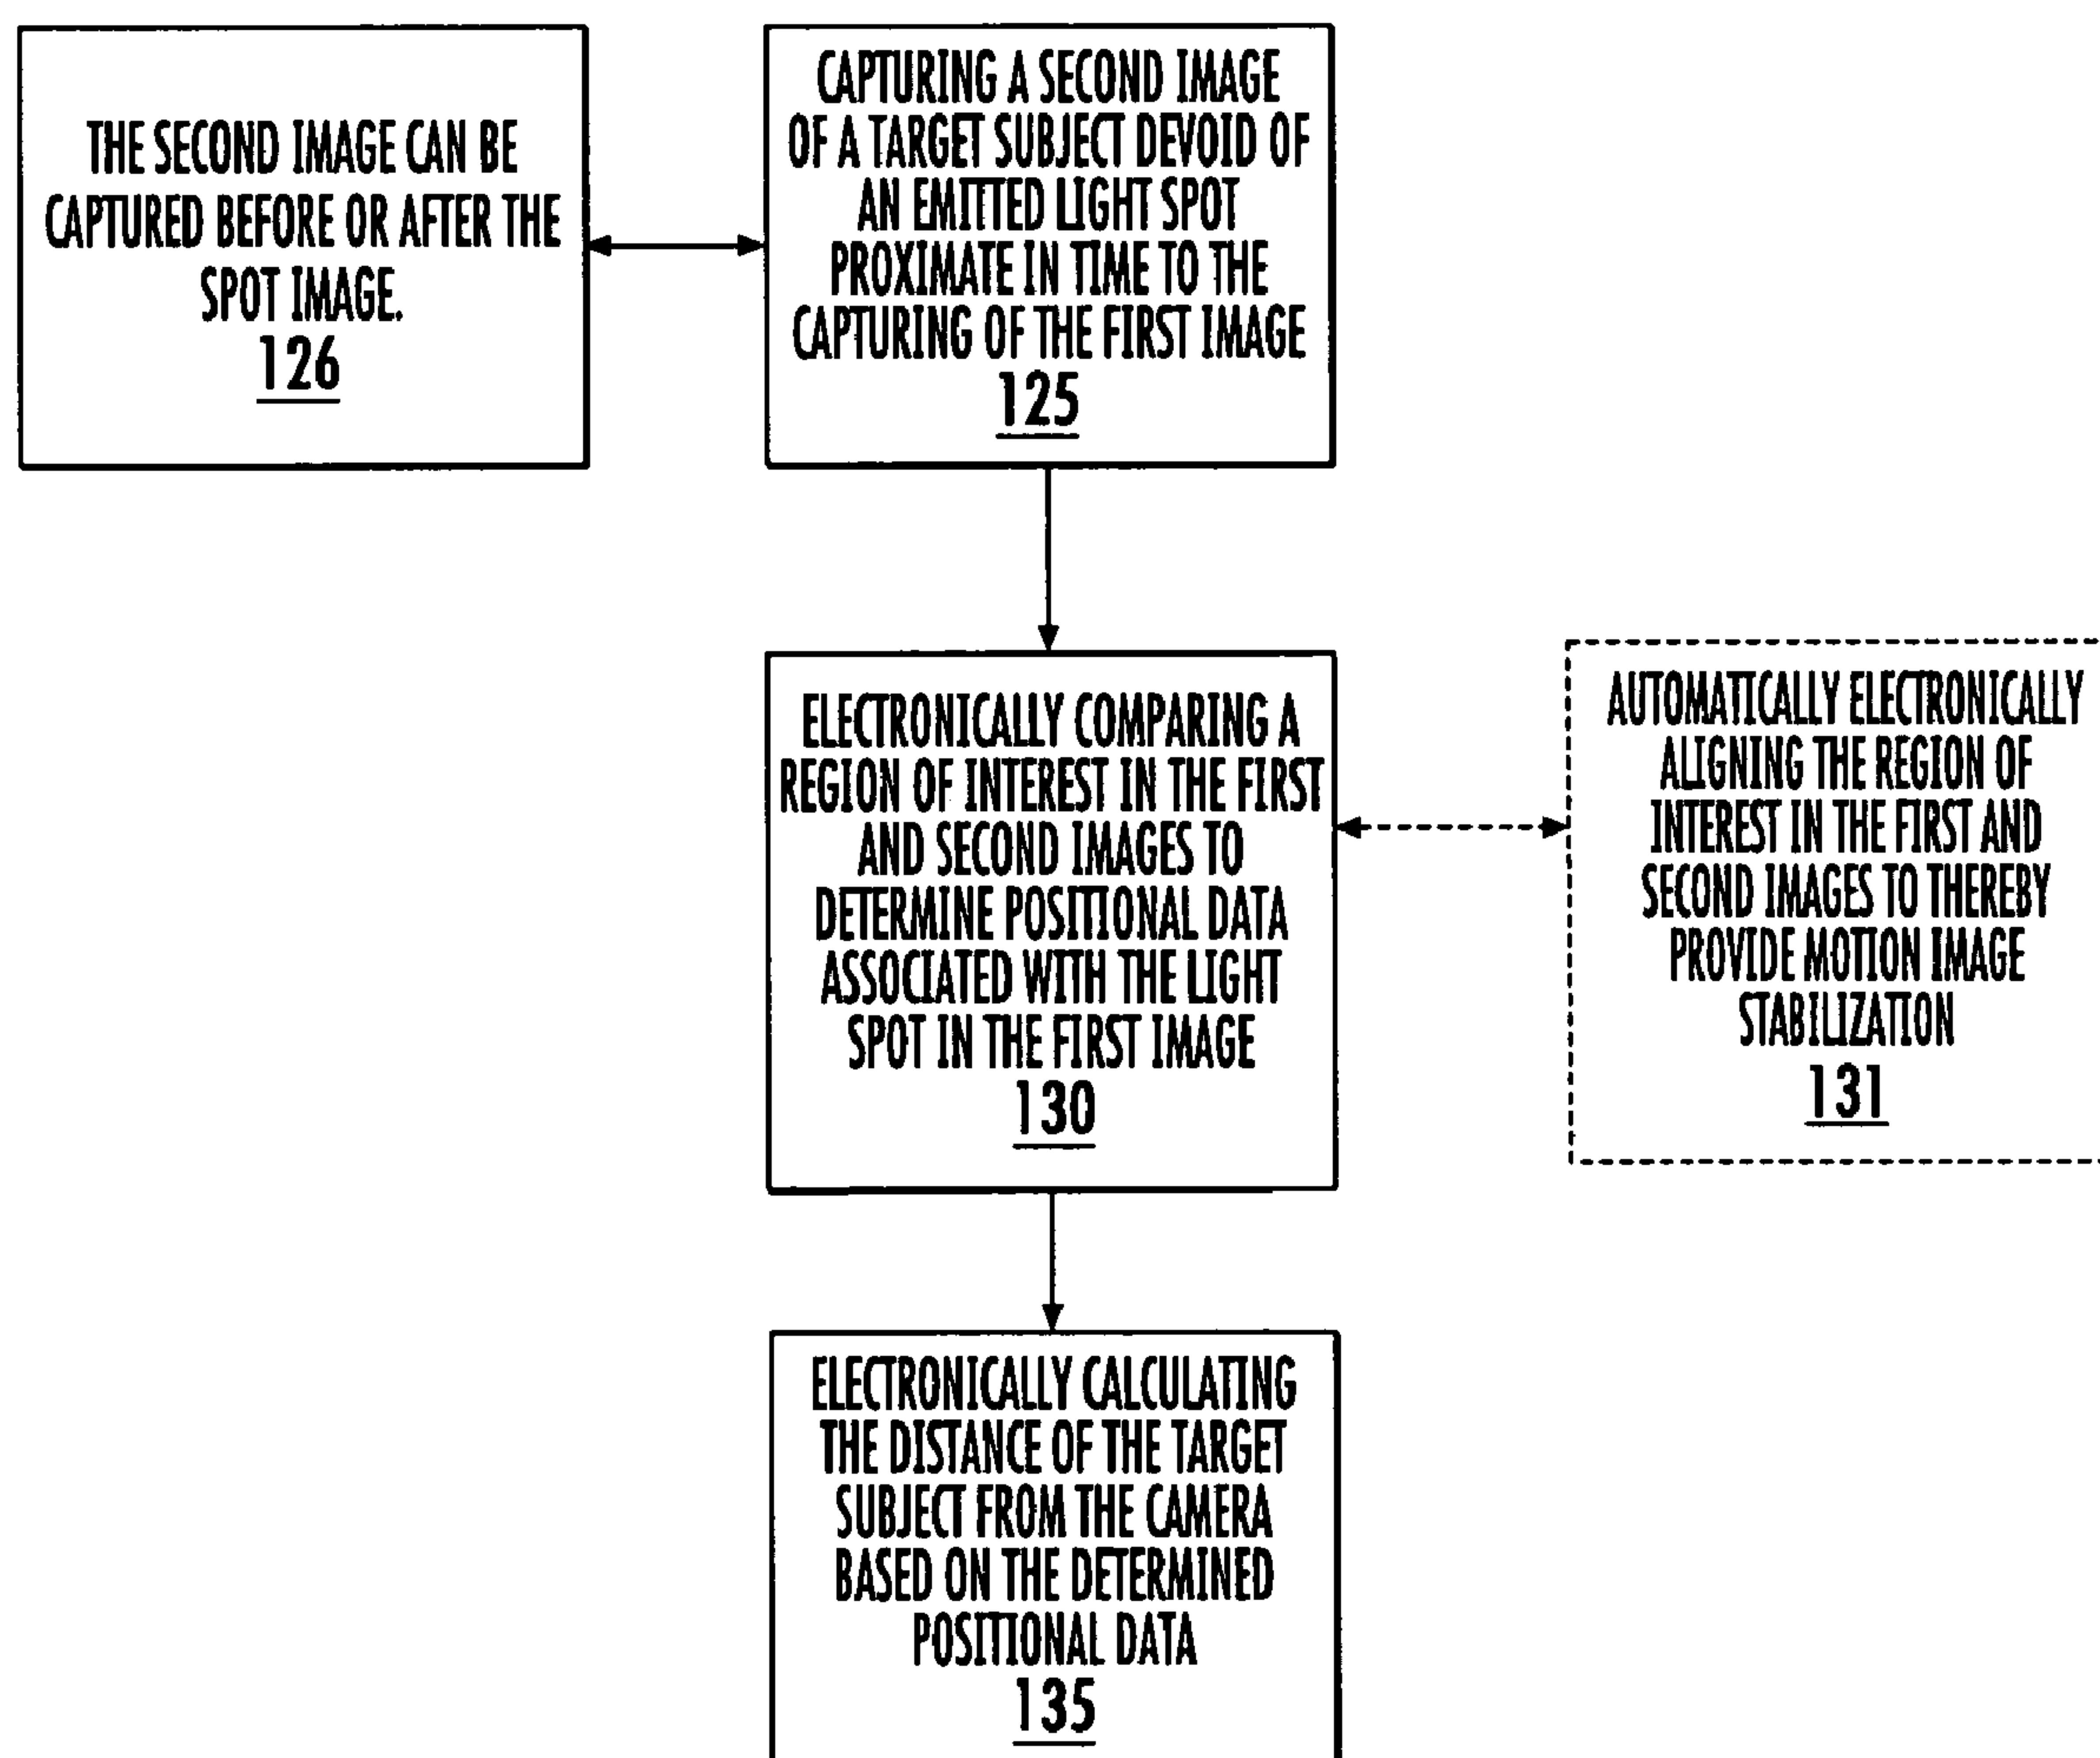 THE SECOND IMAGE CAN BE
CAPTURED BEFORE OR AFTER THE
SPOT IMAGE.
126
CAPTURING A SECOND IMAGE
OF A TARGET SUBJECT DEVOID OF
AN EMITTED LIGHT SPOT
PROXIMATE IN TIME TO THE
CAPTURING OF THE FIRST IMAGE
125
ELECTRONICALLY COMPARING A
REGION OF INTEREST IN THE FIRST
AND SECOND IMAGES TO
DETERMINE POSITIONAL DATA
ASSOCIATED WITH THE LIGHT
SPOT IN THE FIRST IMAGE
130
AUTOMATICALLY ELECTRONICALLY
ALIGNING THE REGION OF
INTEREST IN THE FIRST AND
SECOND IMAGES TO THEREBY
PROVIDE MOTION IMAGE
STABILIZATION
131
ELECTRONICALLY CALCULATING
THE DISTANCE OF THE TARGET
SUBJECT FROM THE CAMERA
BASED ON THE DETERMINED
POSITIONAL DATA
135